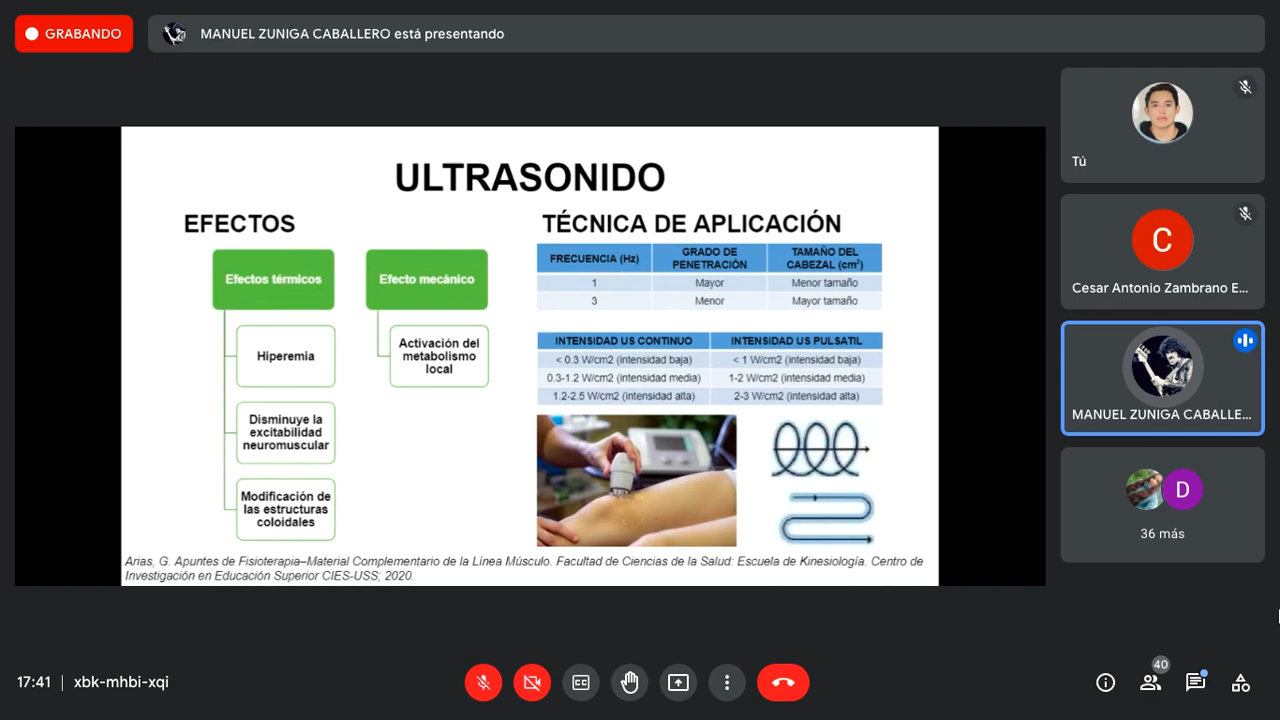 GRABANDO
MANUEL ZUNIGA CABALLERO está presentando
ULTRASONIDO
EFECTOS
Efectos térmicos
Hiperemia
Disminuye la
excitabilidad
neuromuscular
Modificación de
las estructuras
coloidales
Efecto mecánico
Activación del
metabolismo
local
TÉCNICA DE APLICACIÓN
FRECUENCIA (Hz) GRADO DE PENETRACIÓN TAMAÑO DEL CABEZAL (cm²)
1 Mayor Menor tamaño
3 Menor Mayor tamaño
INTENSIDAD US CONTINUO INTENSIDAD US PULSATIL
< 0.3 W/cm2 (intensidad baja) < 1 W/cm2 (intensidad baja)
0.3-1.2 W/cm2 (intensidad media) 1-2 W/cm2 (intensidad media)
1.2-2.5 W/cm2 (intensidad alta) 2-3 W/cm2 (intensidad alta)
Arias, G. Apuntes de Fisioterapia–Material Complementario de la Línea Músculo. Facultad de Ciencias de la Salud: Escuela de Kinesiología. Centro de
Investigación en Educación Superior CIES-USS; 2020.
Tú
C
Cesar Antonio Zambrano E...
MANUEL ZUNIGA CABALLE...
D
36 más
17:41 | xbk-mhbi-xqi
CC
40